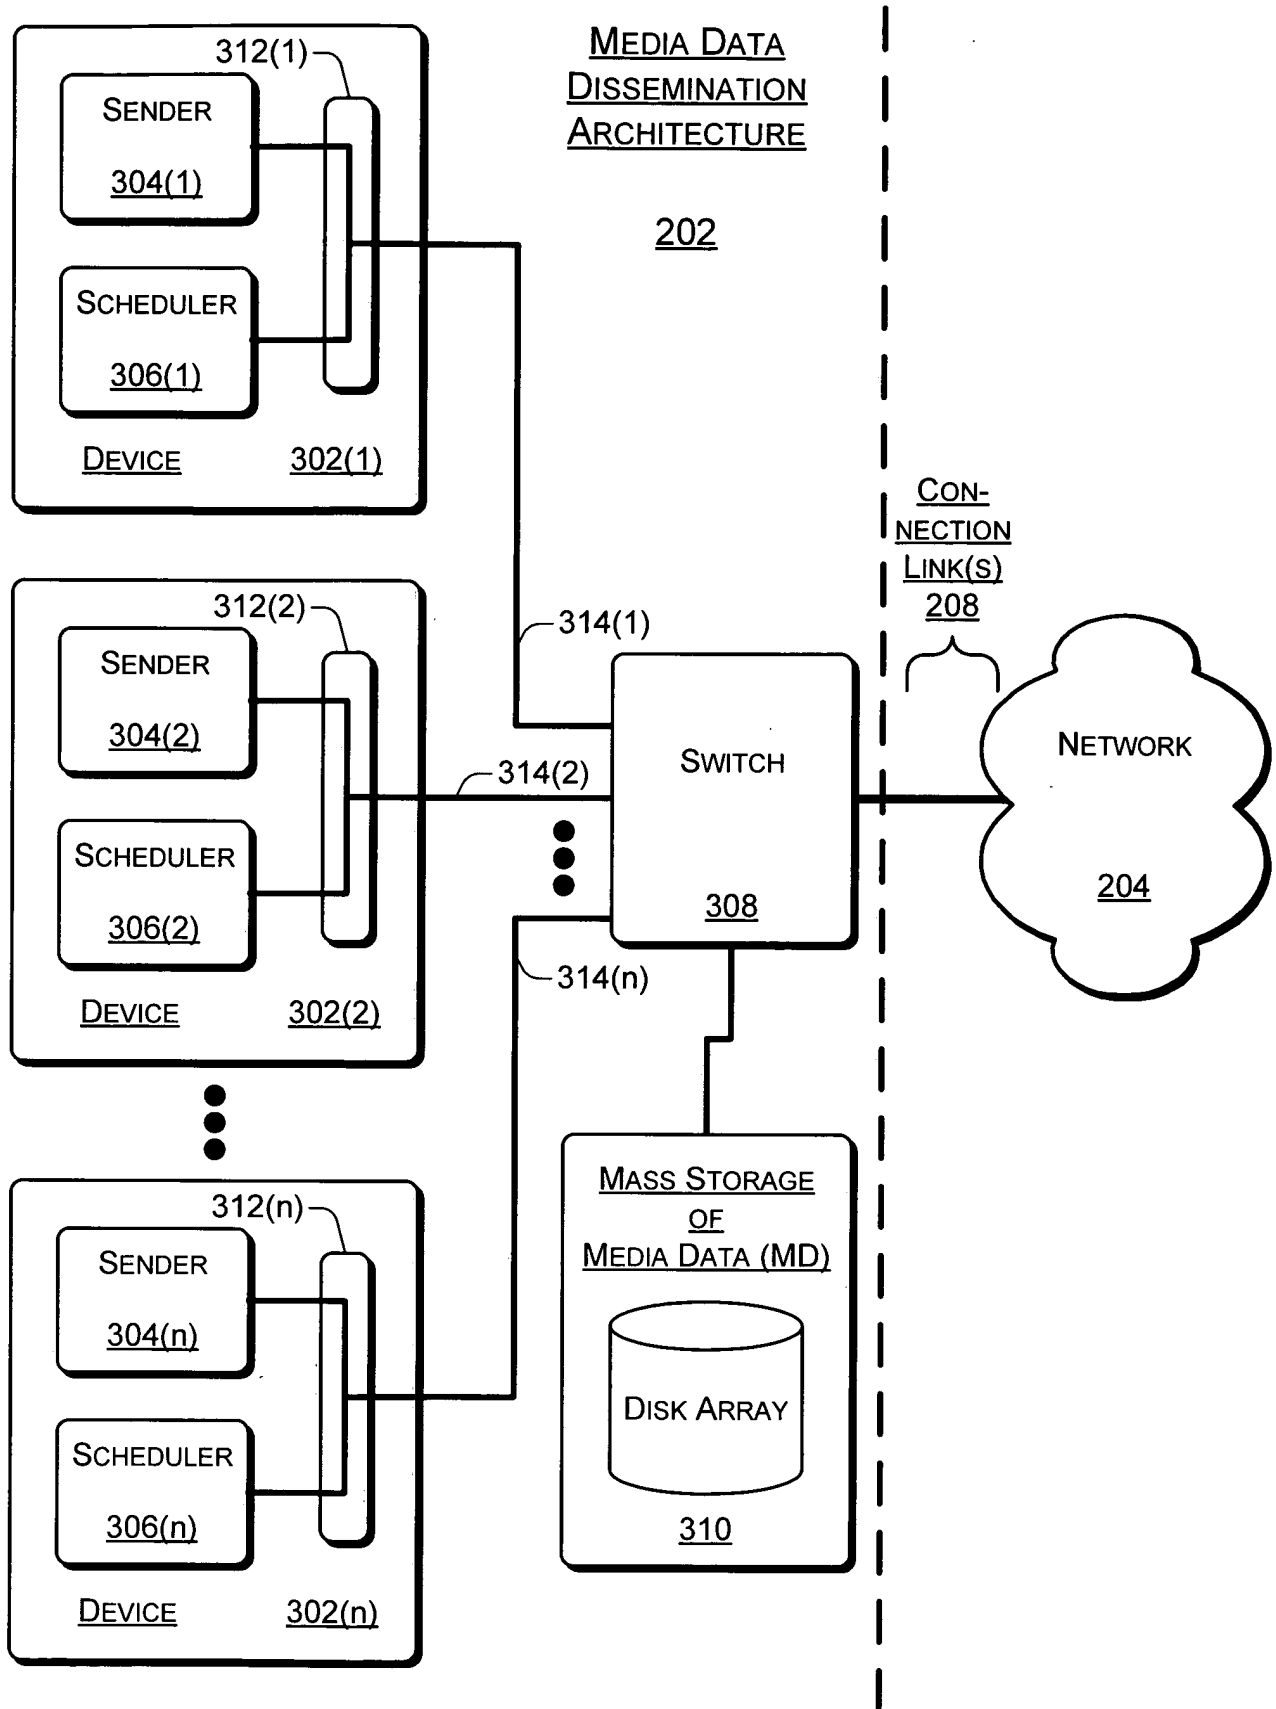 312(1)
SENDER
304(1)
SCHEDULER
306(1)
DEVICE 302(1)
MEDIA DATA
DISSEMINATION
ARCHITECTURE
202
312(2)
SENDER
304(2)
SCHEDULER
306(2)
DEVICE 302(2)
312(n)
SENDER
304(n)
SCHEDULER
306(n)
DEVICE 302(n)
314(1)
314(2)
314(n)
SWITCH
308
MASS STORAGE
OF
MEDIA DATA (MD)
DISK ARRAY
310
CON-
NECTION
LINK(S)
208
NETWORK
204